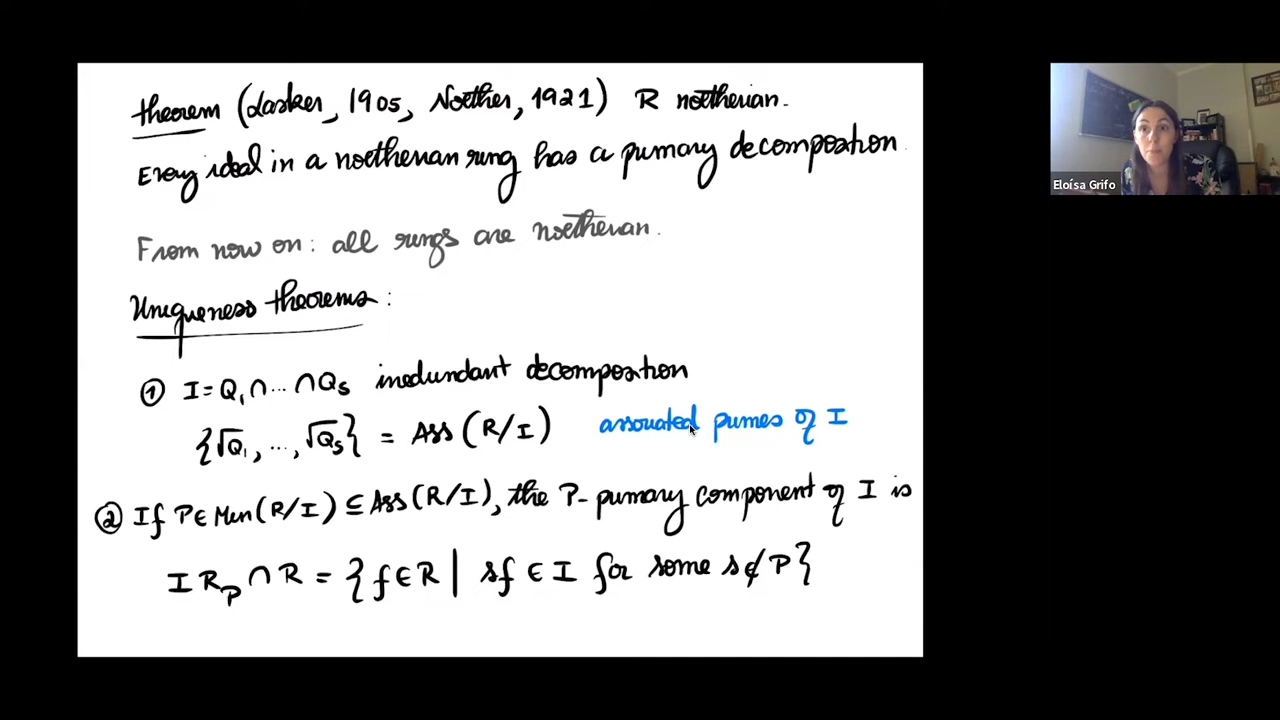 theorem (Lasker, 1905, Noether, 1921) R noetherian.
Every ideal in a noetherian ring has a primary decomposition
From now on: all rings are noetherian.
Uniqueness theorems:
① I = Q₁ ∩ ... ∩ Qₛ irredundant decomposition
{√Q₁, ..., √Qₛ} = Ass (R/I) associated primes of I
② If P ∈ Min (R/I) ⊆ Ass (R/I), the P-primary component of I is
I R_P ∩ R = { f ∈ R | sf ∈ I for some s ∉ P }
Eloísa Grifo